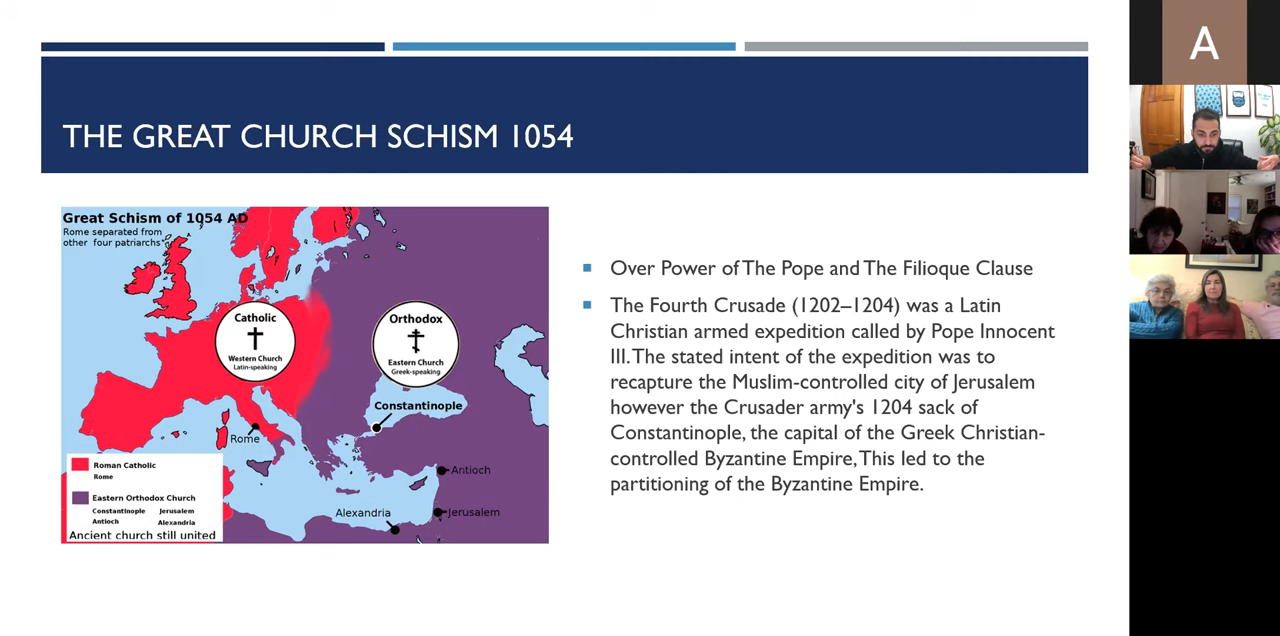 THE GREAT CHURCH SCHISM 1054
Great Schism of 1054 AD
Rome separated from
other four patriarchs"
Catholic
Western Church
Latin-speaking
Orthodox
Eastern Church
Greek-speaking
Constantinople
Rome
Antioch
Alexandria
Jerusalem
Roman Catholic
Rome
Eastern Orthodox Church
Constantinople Jerusalem
Antioch Alexandria
Ancient church still united
Over Power of The Pope and The Filioque Clause
The Fourth Crusade (1202–1204) was a Latin
Christian armed expedition called by Pope Innocent
III. The stated intent of the expedition was to
recapture the Muslim-controlled city of Jerusalem
however the Crusader army's 1204 sack of
Constantinople, the capital of the Greek Christian-
controlled Byzantine Empire, This led to the
partitioning of the Byzantine Empire.
A